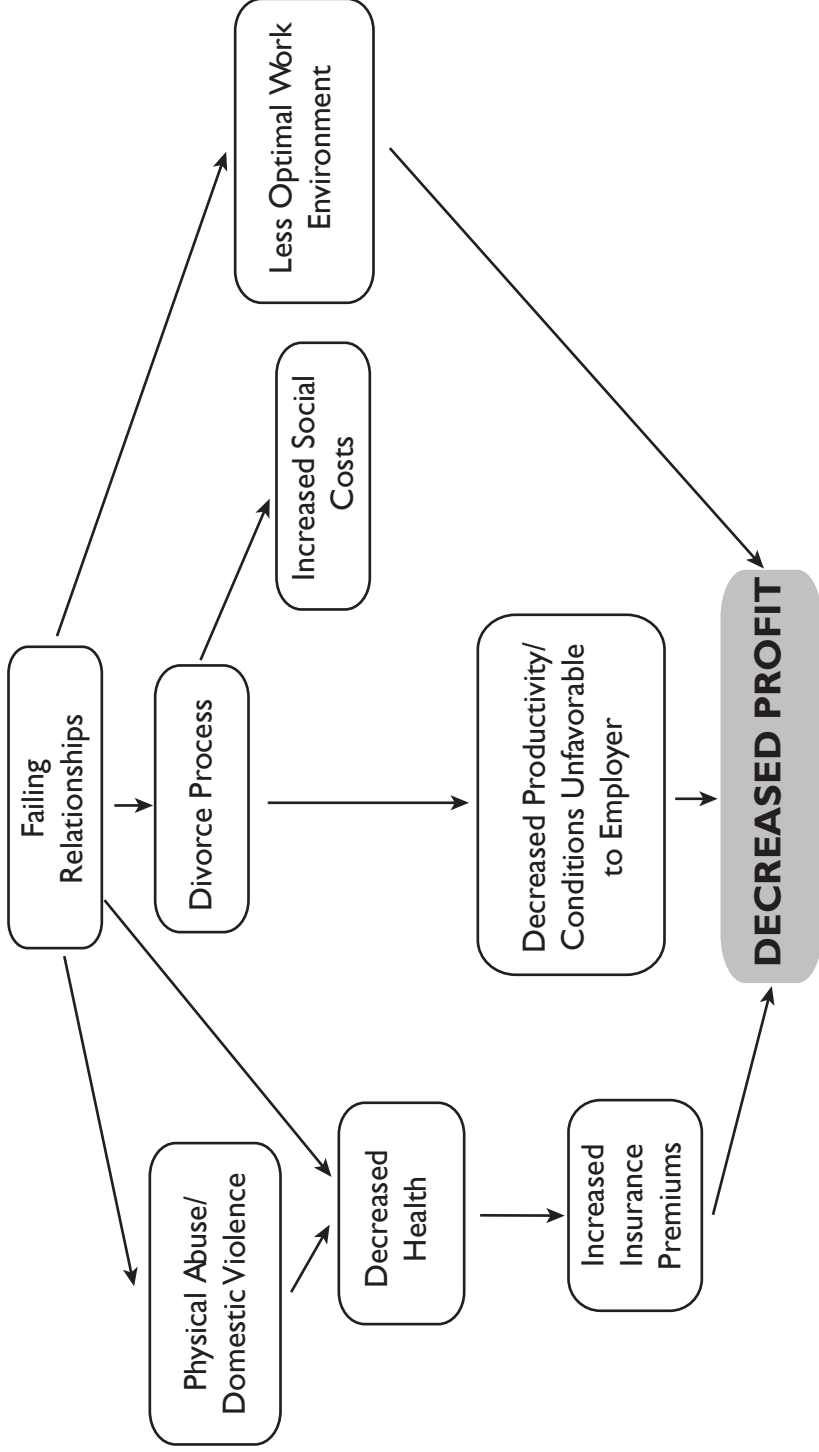 Failing
Relationships
Physical Abuse/
Domestic Violence
Divorce Process
Less Optimal Work
Environment
Increased Social
Costs
Decreased
Health
Decreased Productivity/
Conditions Unfavorable
to Employer
Increased
Insurance
Premiums
DECREASED PROFIT